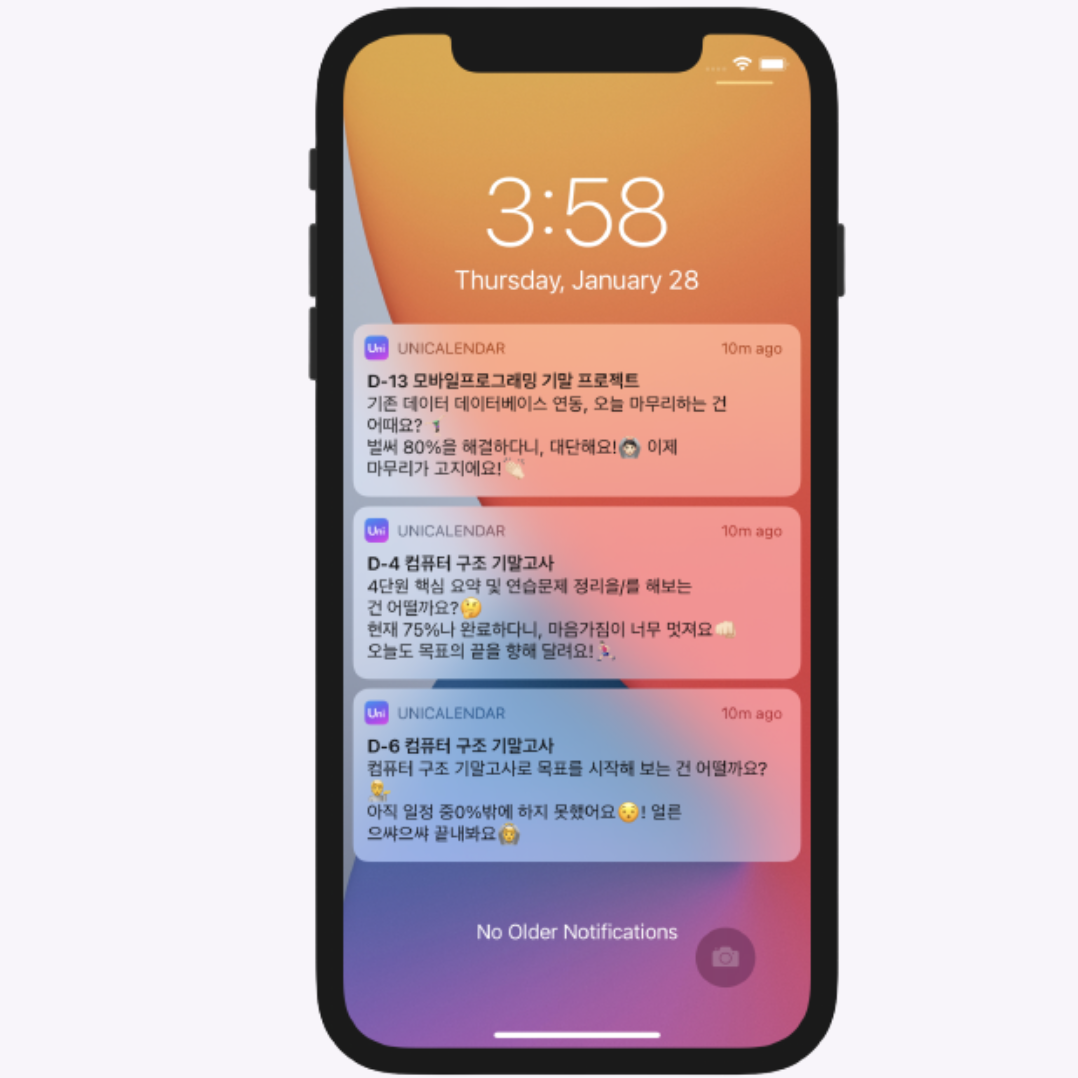 3:58
Thursday, January 28
Uni UNICALENDAR 10m ago
D-13 모바일프로그래밍 기말 프로젝트
기존 데이터 데이터베이스 연동, 오늘 마무리하는 건
어때요?
벌써 80%을 해결하다니, 대단해요!🙆🏻‍♂️ 이제
마무리가 고지에요!👏🏻
Uni UNICALENDAR 10m ago
D-4 컴퓨터 구조 기말고사
4단원 핵심 요약 및 연습문제 정리을/를 해보는
건 어떨까요?🤔
현재 75%나 완료하다니, 마음가짐이 너무 멋져요👊🏻
오늘도 목표의 끝을 향해 달려요!🏃🏻‍♀️
Uni UNICALENDAR 10m ago
D-6 컴퓨터 구조 기말고사
컴퓨터 구조 기말고사로 목표를 시작해 보는 건 어떨까요?
아직 일정 중0%밖에 하지 못했어요😯! 얼른
으쌰으쌰 끝내봐요🙆‍♂️
No Older Notifications